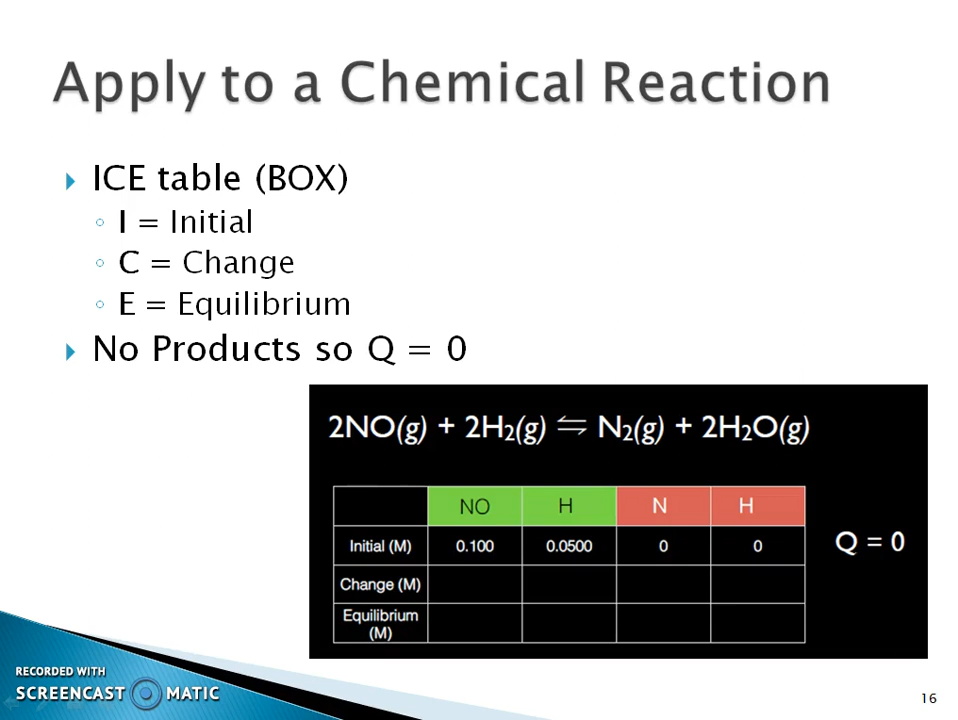 Apply to a Chemical Reaction
ICE table (BOX)
I = Initial
C = Change
E = Equilibrium
No Products so Q = 0
2NO(g) + 2H₂(g) ⇌ N₂(g) + 2H₂O(g)
NO H N H
Initial (M) 0.100 0.0500 0 0
Q = 0
Change (M)
Equilibrium
(M)
RECORDED WITH
SCREENCAST MATIC
16